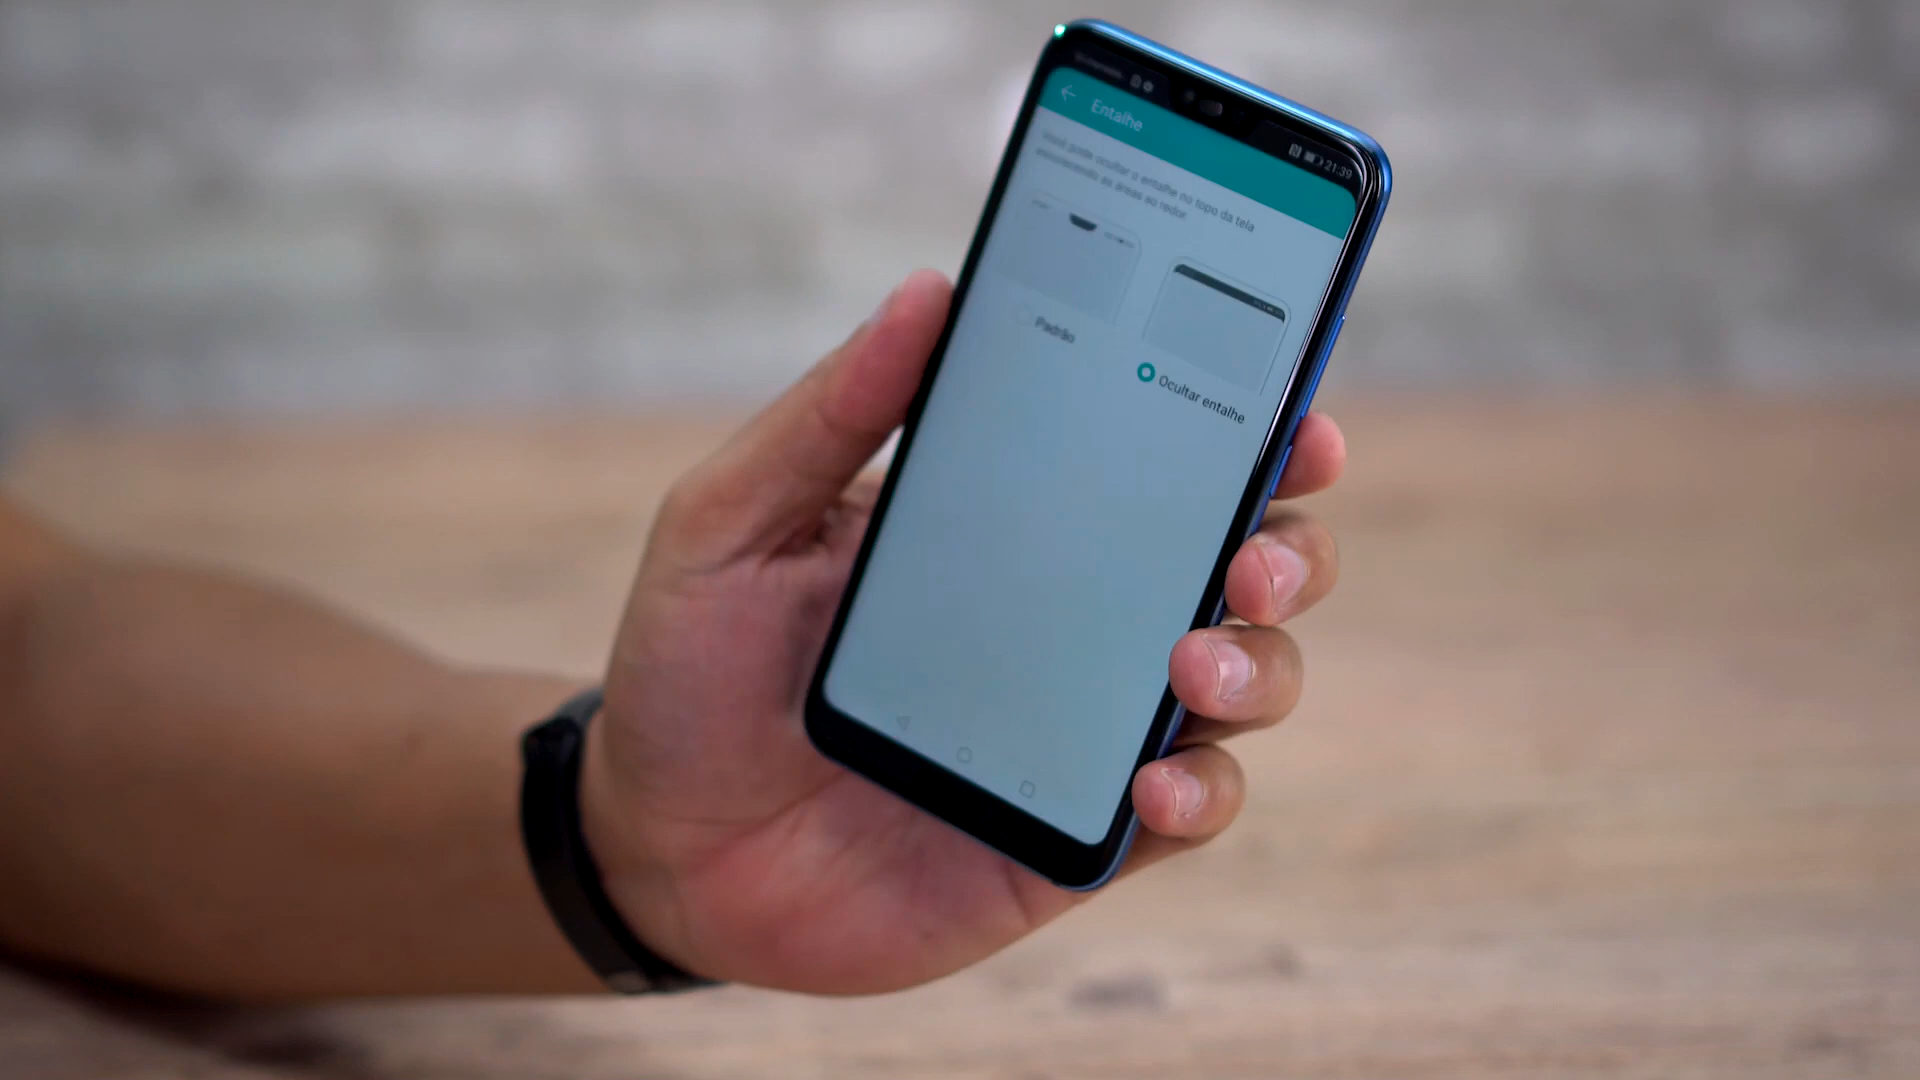 21:39
Entalhe
Você pode ocultar o entalhe no topo da tela
escurecendo as áreas ao redor.
Padrão
Ocultar entalhe